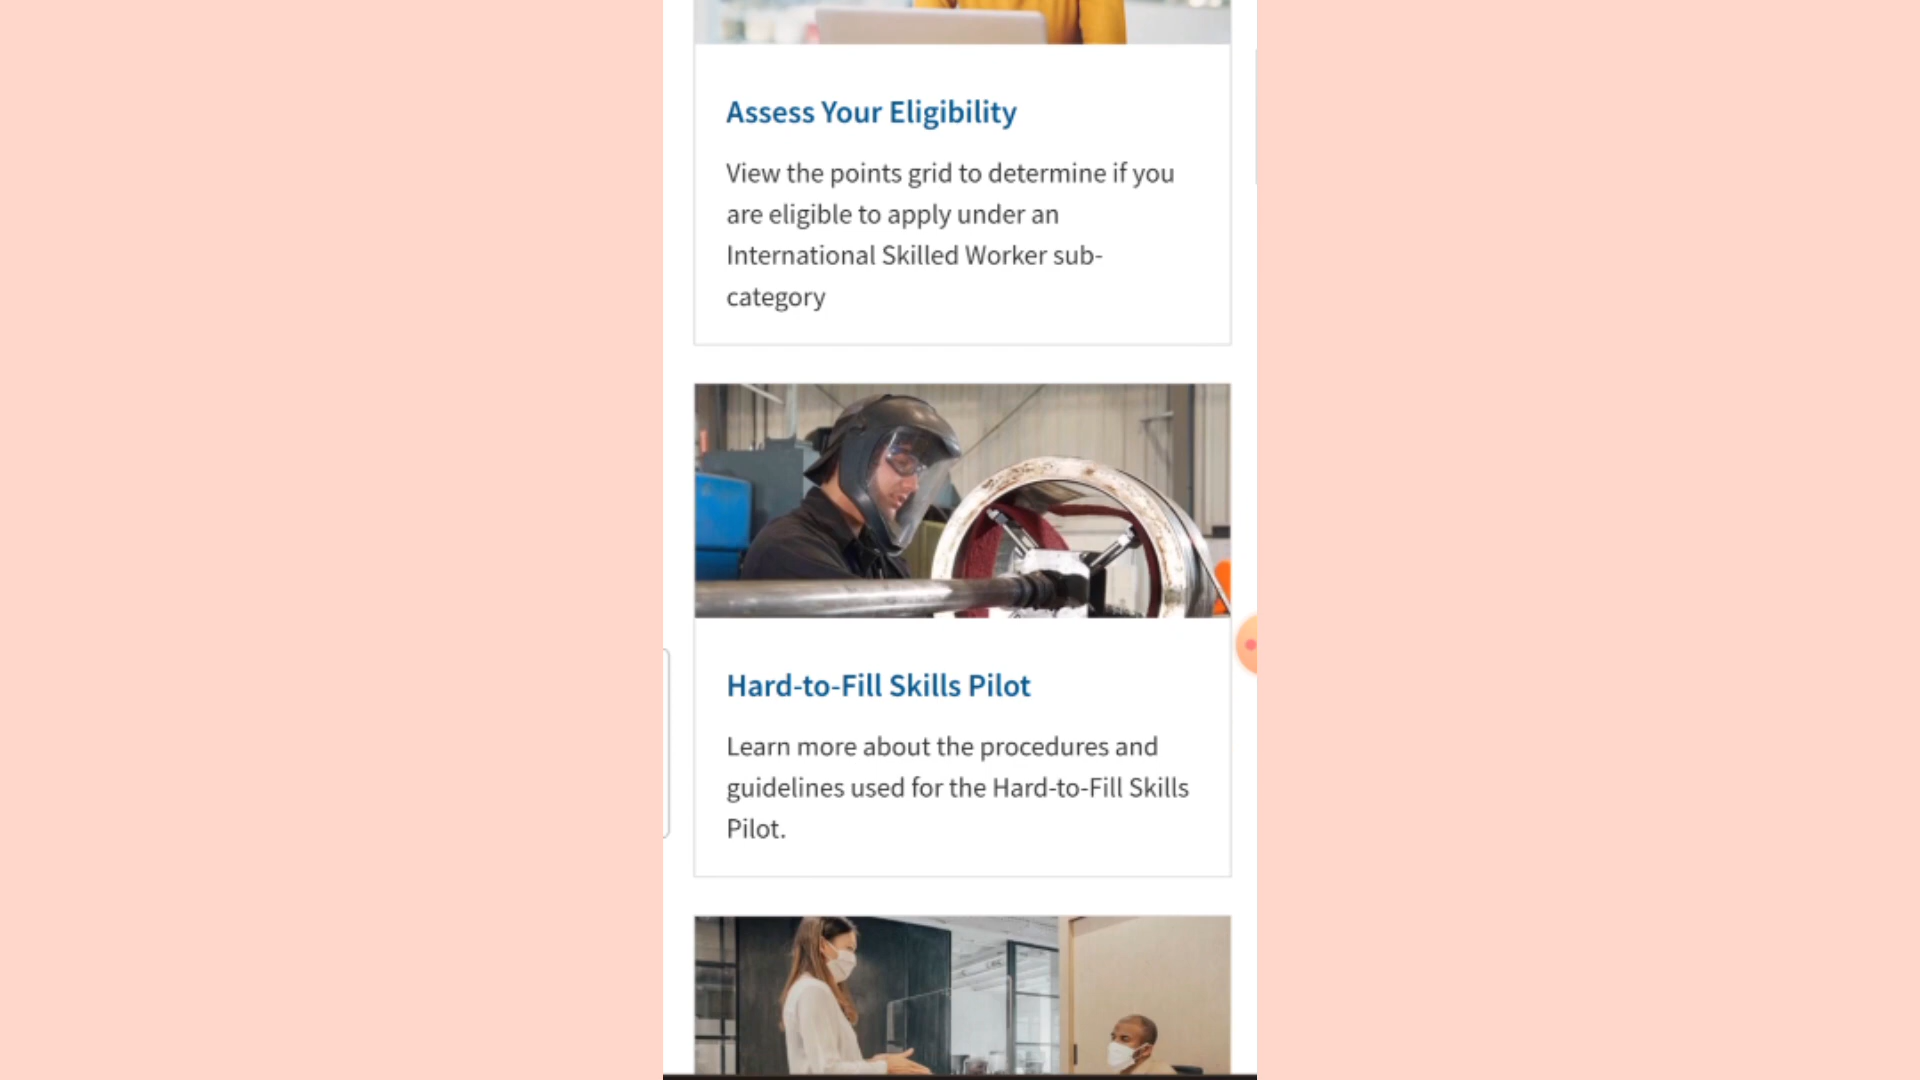 Assess Your Eligibility
View the points grid to determine if you
are eligible to apply under an
International Skilled Worker sub-
category
Hard-to-Fill Skills Pilot
Learn more about the procedures and
guidelines used for the Hard-to-Fill Skills
Pilot.